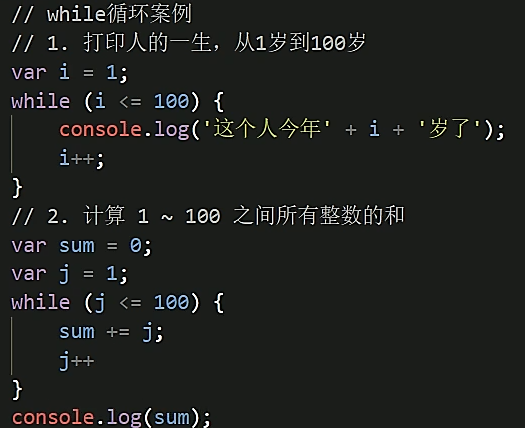 // while循环案例
// 1. 打印人的一生，从1岁到100岁
var i = 1;
while (i <= 100) {
    console.log('这个人今年' + i + '岁了');
    i++;
}
// 2. 计算 1 ~ 100 之间所有整数的和
var sum = 0;
var j = 1;
while (j <= 100) {
    sum += j;
    j++
}
console.log(sum);